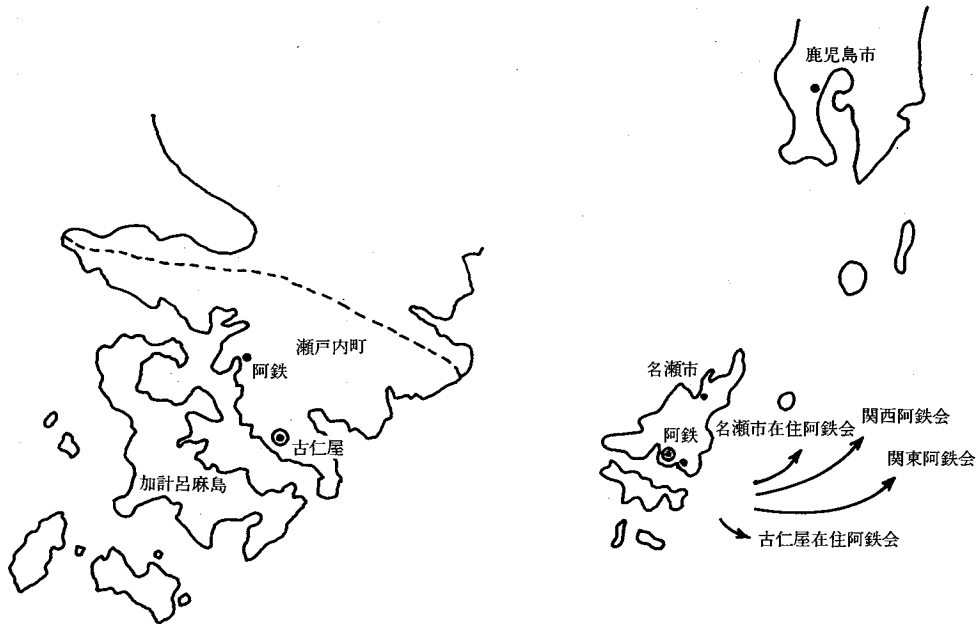 鹿児島市
瀬戸内町
阿鉄
古仁屋
加計呂麻島
名瀬市
阿鉄
名瀬市在住阿鉄会
関西阿鉄会
関東阿鉄会
古仁屋在住阿鉄会